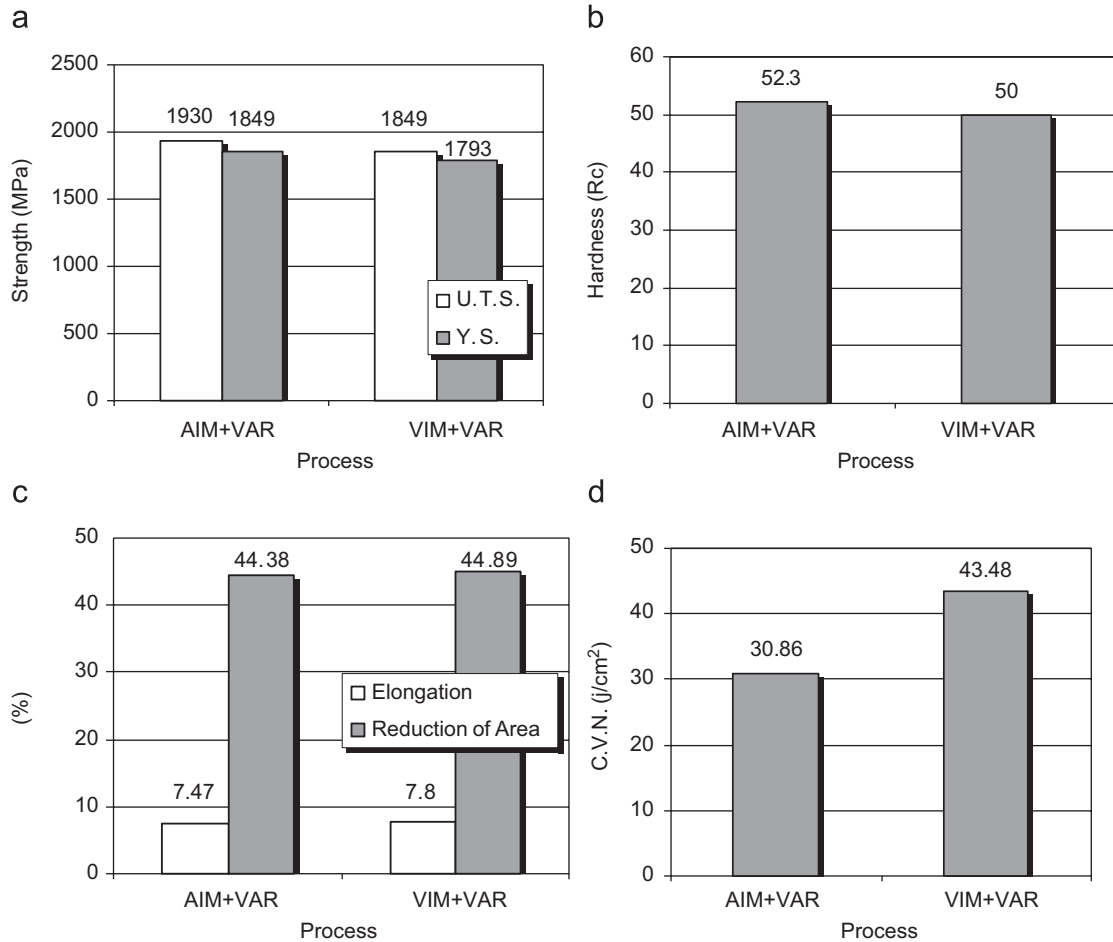 a
2500
2000
1500
1000
500
0
Strength (MPa)
1930
1849
1849
1793
U.T.S.
Y.S.
AIM+VAR
VIM+VAR
Process
b
60
50
40
30
20
10
0
Hardness (Rc)
52.3
50
AIM+VAR
VIM+VAR
c
50
40
30
20
10
0
(%)
44.38
44.89
7.47
7.8
Elongation
Reduction of Area
AIM+VAR
VIM+VAR
Process
d
50
40
30
20
10
0
C.V.N. (j/cm²)
30.86
43.48
AIM+VAR
VIM+VAR
Process